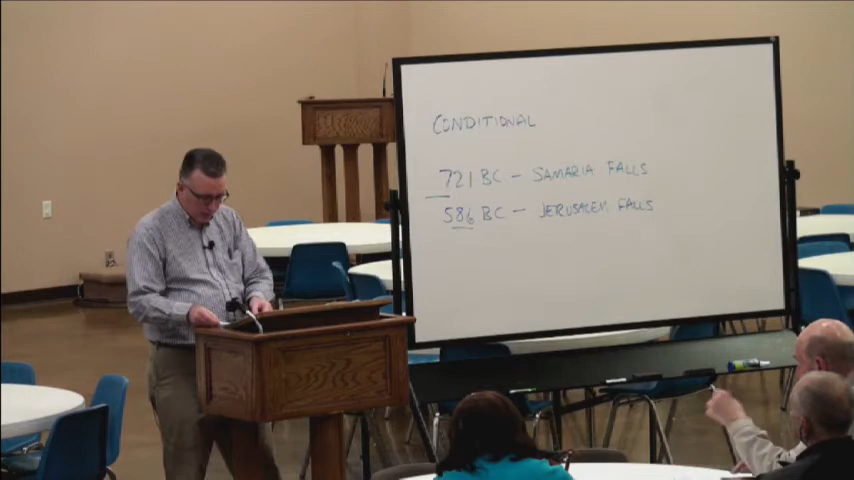 CONDITIONAL
721 BC – SAMARIA FALLS
586 BC – JERUSALEM FALLS